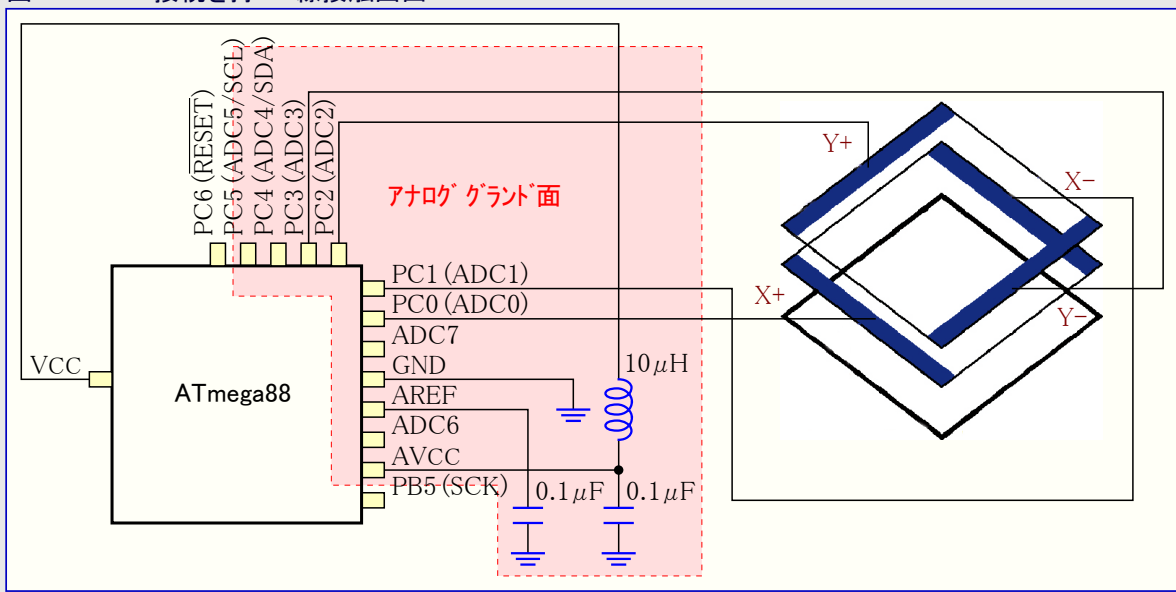 PC6(RESET)
PC5(ADC5/SCL)
PC4(ADC4/SDA)
PC3(ADC3)
PC2(ADC2)
アナログ グランド面
Y+
X-
X+
Y-
PC1(ADC1)
PC0(ADC0)
ADC7
GND
AREF
ADC6
AVCC
PB5(SCK)
VCC
ATmega88
10μH
0.1μF
0.1μF